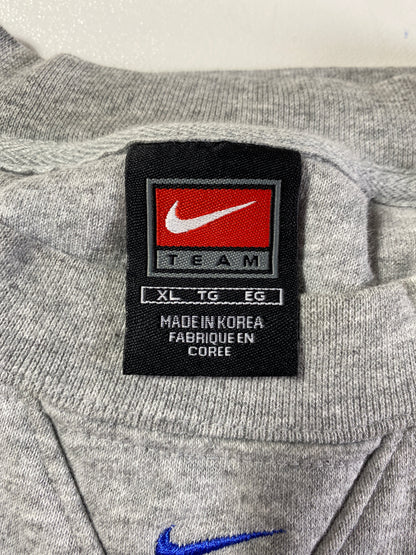 TEAM
XL TG EG
MADE IN KOREA
FABRIQUE EN
COREE